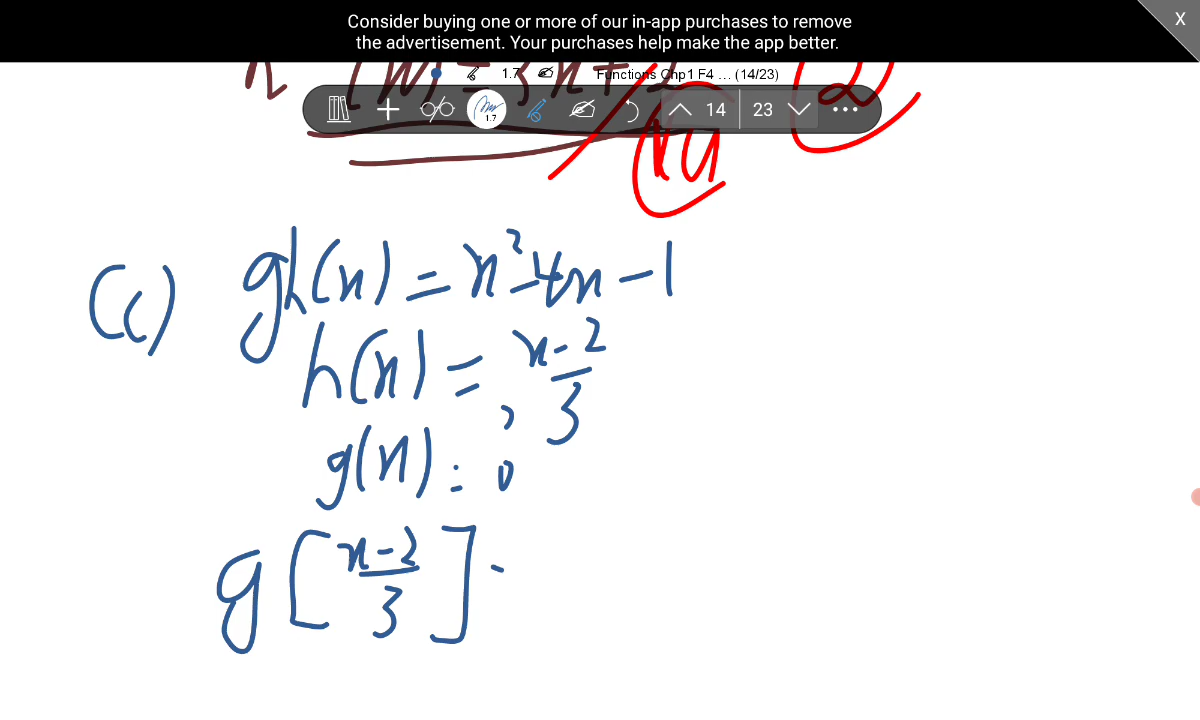 Consider buying one or more of our in-app purchases to remove
the advertisement. Your purchases help make the app better.
X
1.7 Functions Chp1 F4 ... (14/23)
1.7 14 23
(c) gh(x) = x² - 4x - 1
h(x) = x-2/3
g(x) = ?
g[x-2/3] =